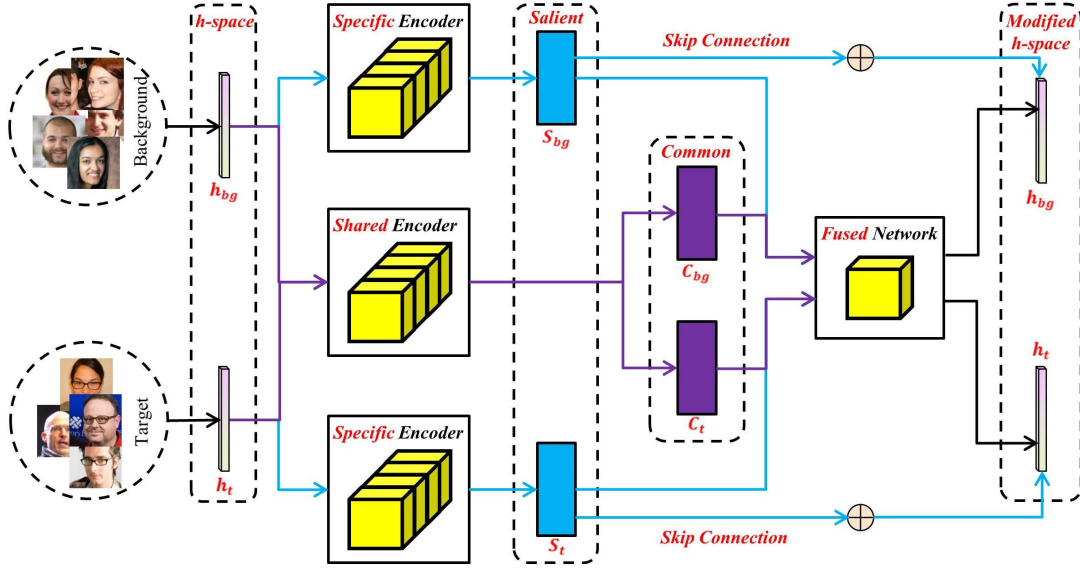 h-space
Specific Encoder
Salient
Skip Connection
Modified
h-space
Background
h_bg
S_bg
Common
Shared Encoder
C_bg
Fused Network
h_bg
Target
h_t
Specific Encoder
C_t
h_t
S_t
Skip Connection